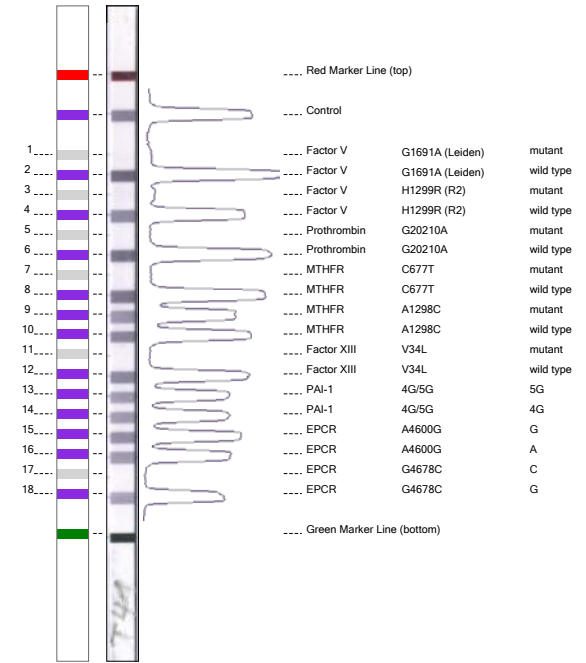 Red Marker Line (top)
Control
1 Factor V G1691A (Leiden) mutant
2 Factor V G1691A (Leiden) wild type
3 Factor V H1299R (R2) mutant
4 Factor V H1299R (R2) wild type
5 Prothrombin G20210A mutant
6 Prothrombin G20210A wild type
7 MTHFR C677T mutant
8 MTHFR C677T wild type
9 MTHFR A1298C mutant
10 MTHFR A1298C wild type
11 Factor XIII V34L mutant
12 Factor XIII V34L wild type
13 PAI-1 4G/5G 5G
14 PAI-1 4G/5G 4G
15 EPCR A4600G G
16 EPCR A4600G A
17 EPCR G4678C C
18 EPCR G4678C G
Green Marker Line (bottom)